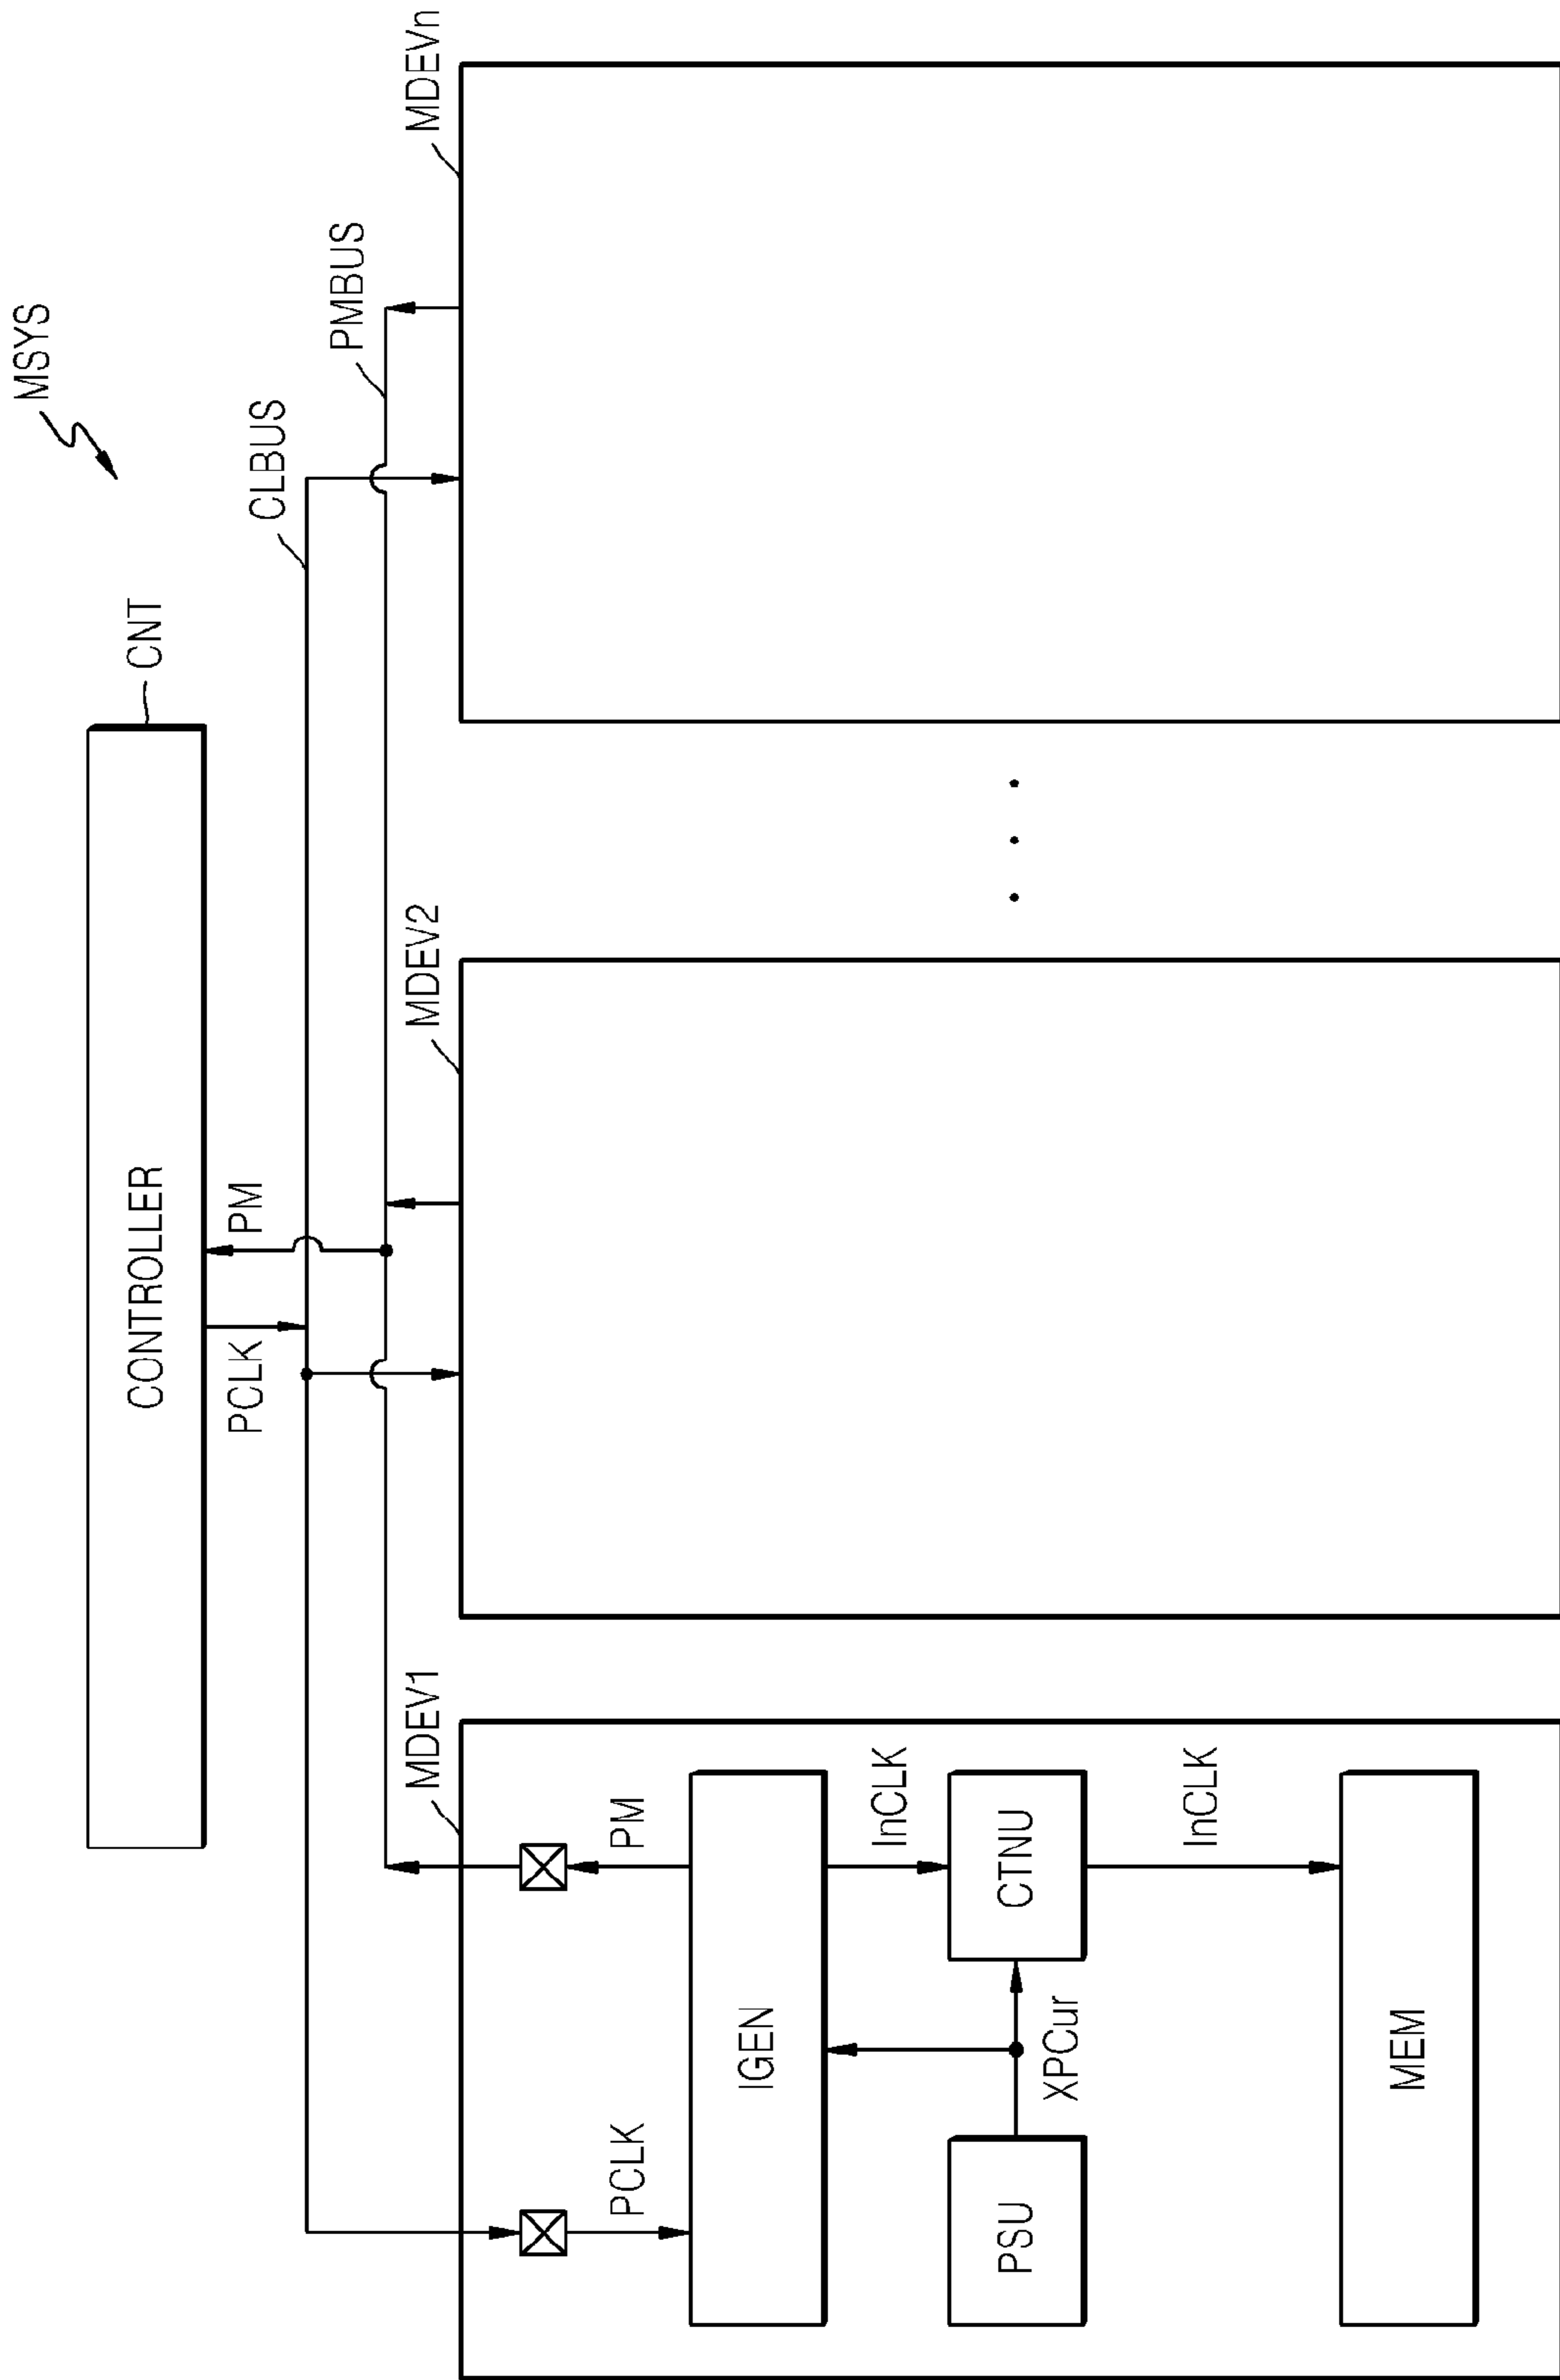 MSYS
CONTROLLER
CNT
PCLK
PM
CLBUS
PMBUS
MDEV1
MDEV2
MDEVn
PCLK
PM
IGEN
InCLK
PSU
XPCur
CTNU
InCLK
MEM